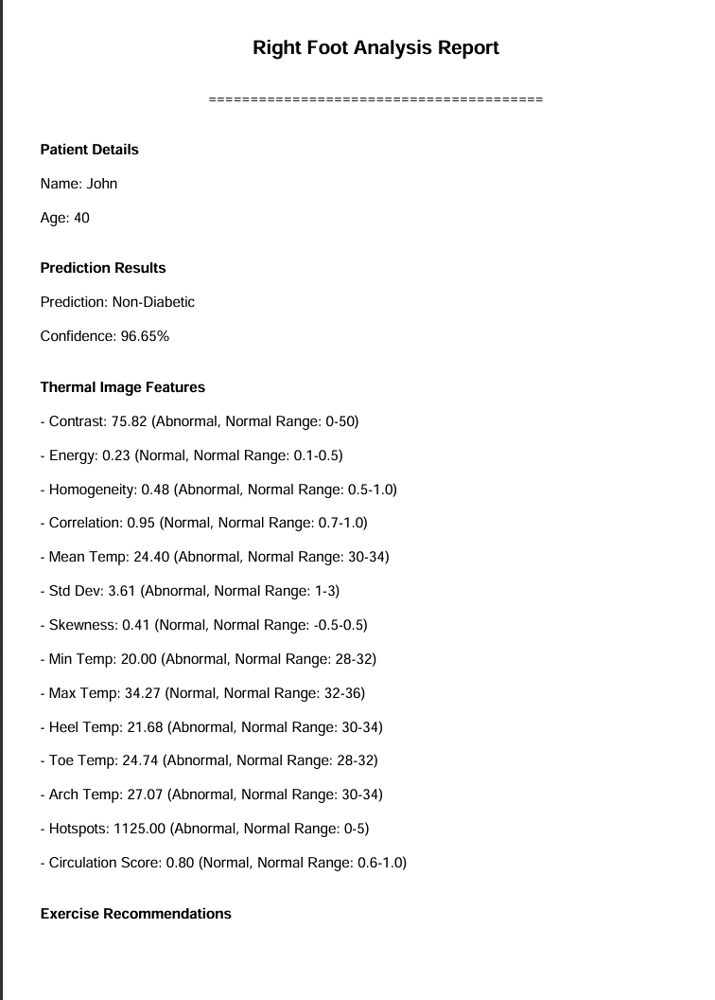 Right Foot Analysis Report
========================================
Patient Details
Name: John
Age: 40
Prediction Results
Prediction: Non-Diabetic
Confidence: 96.65%
Thermal Image Features
- Contrast: 75.82 (Abnormal, Normal Range: 0-50)
- Energy: 0.23 (Normal, Normal Range: 0.1-0.5)
- Homogeneity: 0.48 (Abnormal, Normal Range: 0.5-1.0)
- Correlation: 0.95 (Normal, Normal Range: 0.7-1.0)
- Mean Temp: 24.40 (Abnormal, Normal Range: 30-34)
- Std Dev: 3.61 (Abnormal, Normal Range: 1-3)
- Skewness: 0.41 (Normal, Normal Range: -0.5-0.5)
- Min Temp: 20.00 (Abnormal, Normal Range: 28-32)
- Max Temp: 34.27 (Normal, Normal Range: 32-36)
- Heel Temp: 21.68 (Abnormal, Normal Range: 30-34)
- Toe Temp: 24.74 (Abnormal, Normal Range: 28-32)
- Arch Temp: 27.07 (Abnormal, Normal Range: 30-34)
- Hotspots: 1125.00 (Abnormal, Normal Range: 0-5)
- Circulation Score: 0.80 (Normal, Normal Range: 0.6-1.0)
Exercise Recommendations